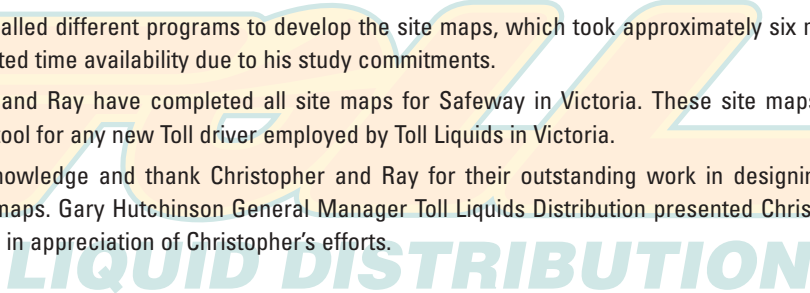 alled different programs to develop the site maps, which took approximately six
ted time availability due to his study commitments.
and Ray have completed all site maps for Safeway in Victoria. These site maps
tool for any new Toll driver employed by Toll Liquids in Victoria.
nowledge and thank Christopher and Ray for their outstanding work in designin
maps. Gary Hutchinson General Manager Toll Liquids Distribution presented Chris
in appreciation of Christopher’s efforts.
TOLL
LIQUID DISTRIBUTION